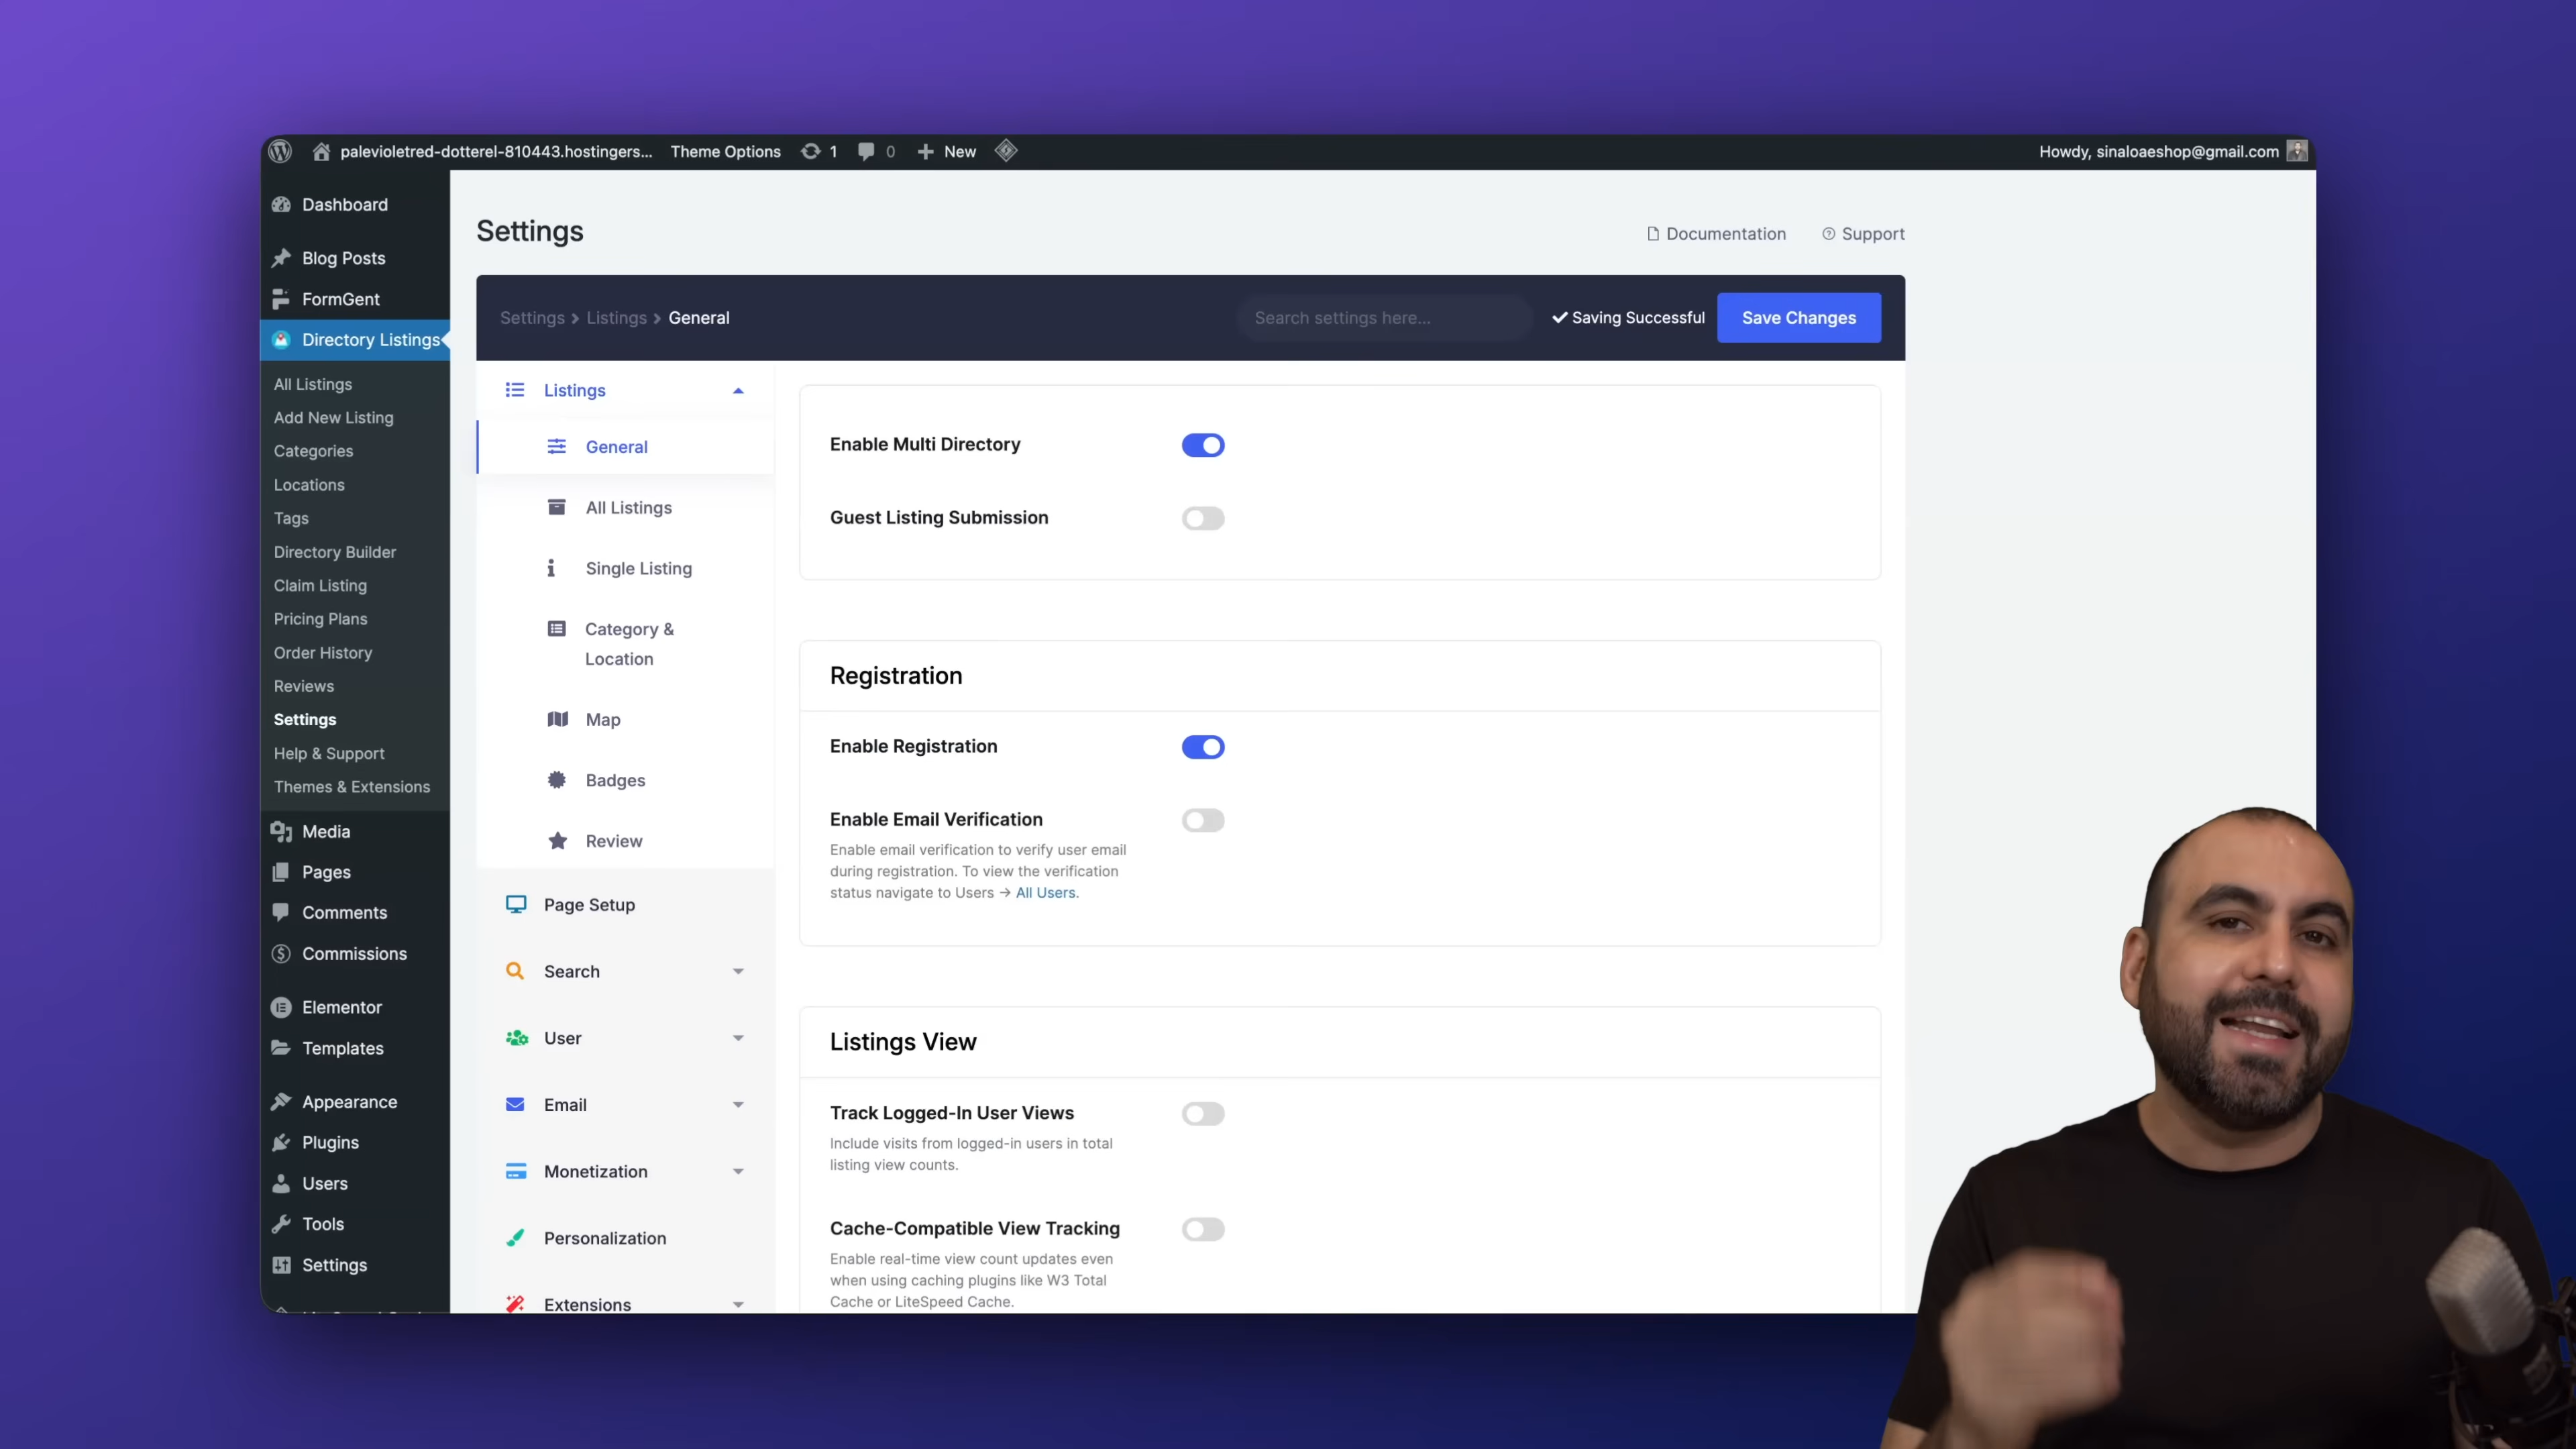 palevioletred-dotterel-810443.hostingers... Theme Options 1 0 New
Howdy, sinaloaeshop@gmail.com
Dashboard
Blog Posts
FormGent
Directory Listings
All Listings
Add New Listing
Categories
Locations
Tags
Directory Builder
Claim Listing
Pricing Plans
Order History
Reviews
Settings
Help & Support
Themes & Extensions
Media
Pages
Comments
Commissions
Elementor
Templates
Appearance
Plugins
Users
Tools
Settings
Settings
Documentation
Support
Settings > Listings > General
Search settings here...
Saving Successful
Save Changes
Listings
General
All Listings
Single Listing
Category &
Location
Map
Badges
Review
Page Setup
Search
User
Email
Monetization
Personalization
Extensions
Enable Multi Directory
Guest Listing Submission
Registration
Enable Registration
Enable Email Verification
Enable email verification to verify user email
during registration. To view the verification
status navigate to Users → All Users.
Listings View
Track Logged-In User Views
Include visits from logged-in users in total
listing view counts.
Cache-Compatible View Tracking
Enable real-time view count updates even
when using caching plugins like W3 Total
Cache or LiteSpeed Cache.